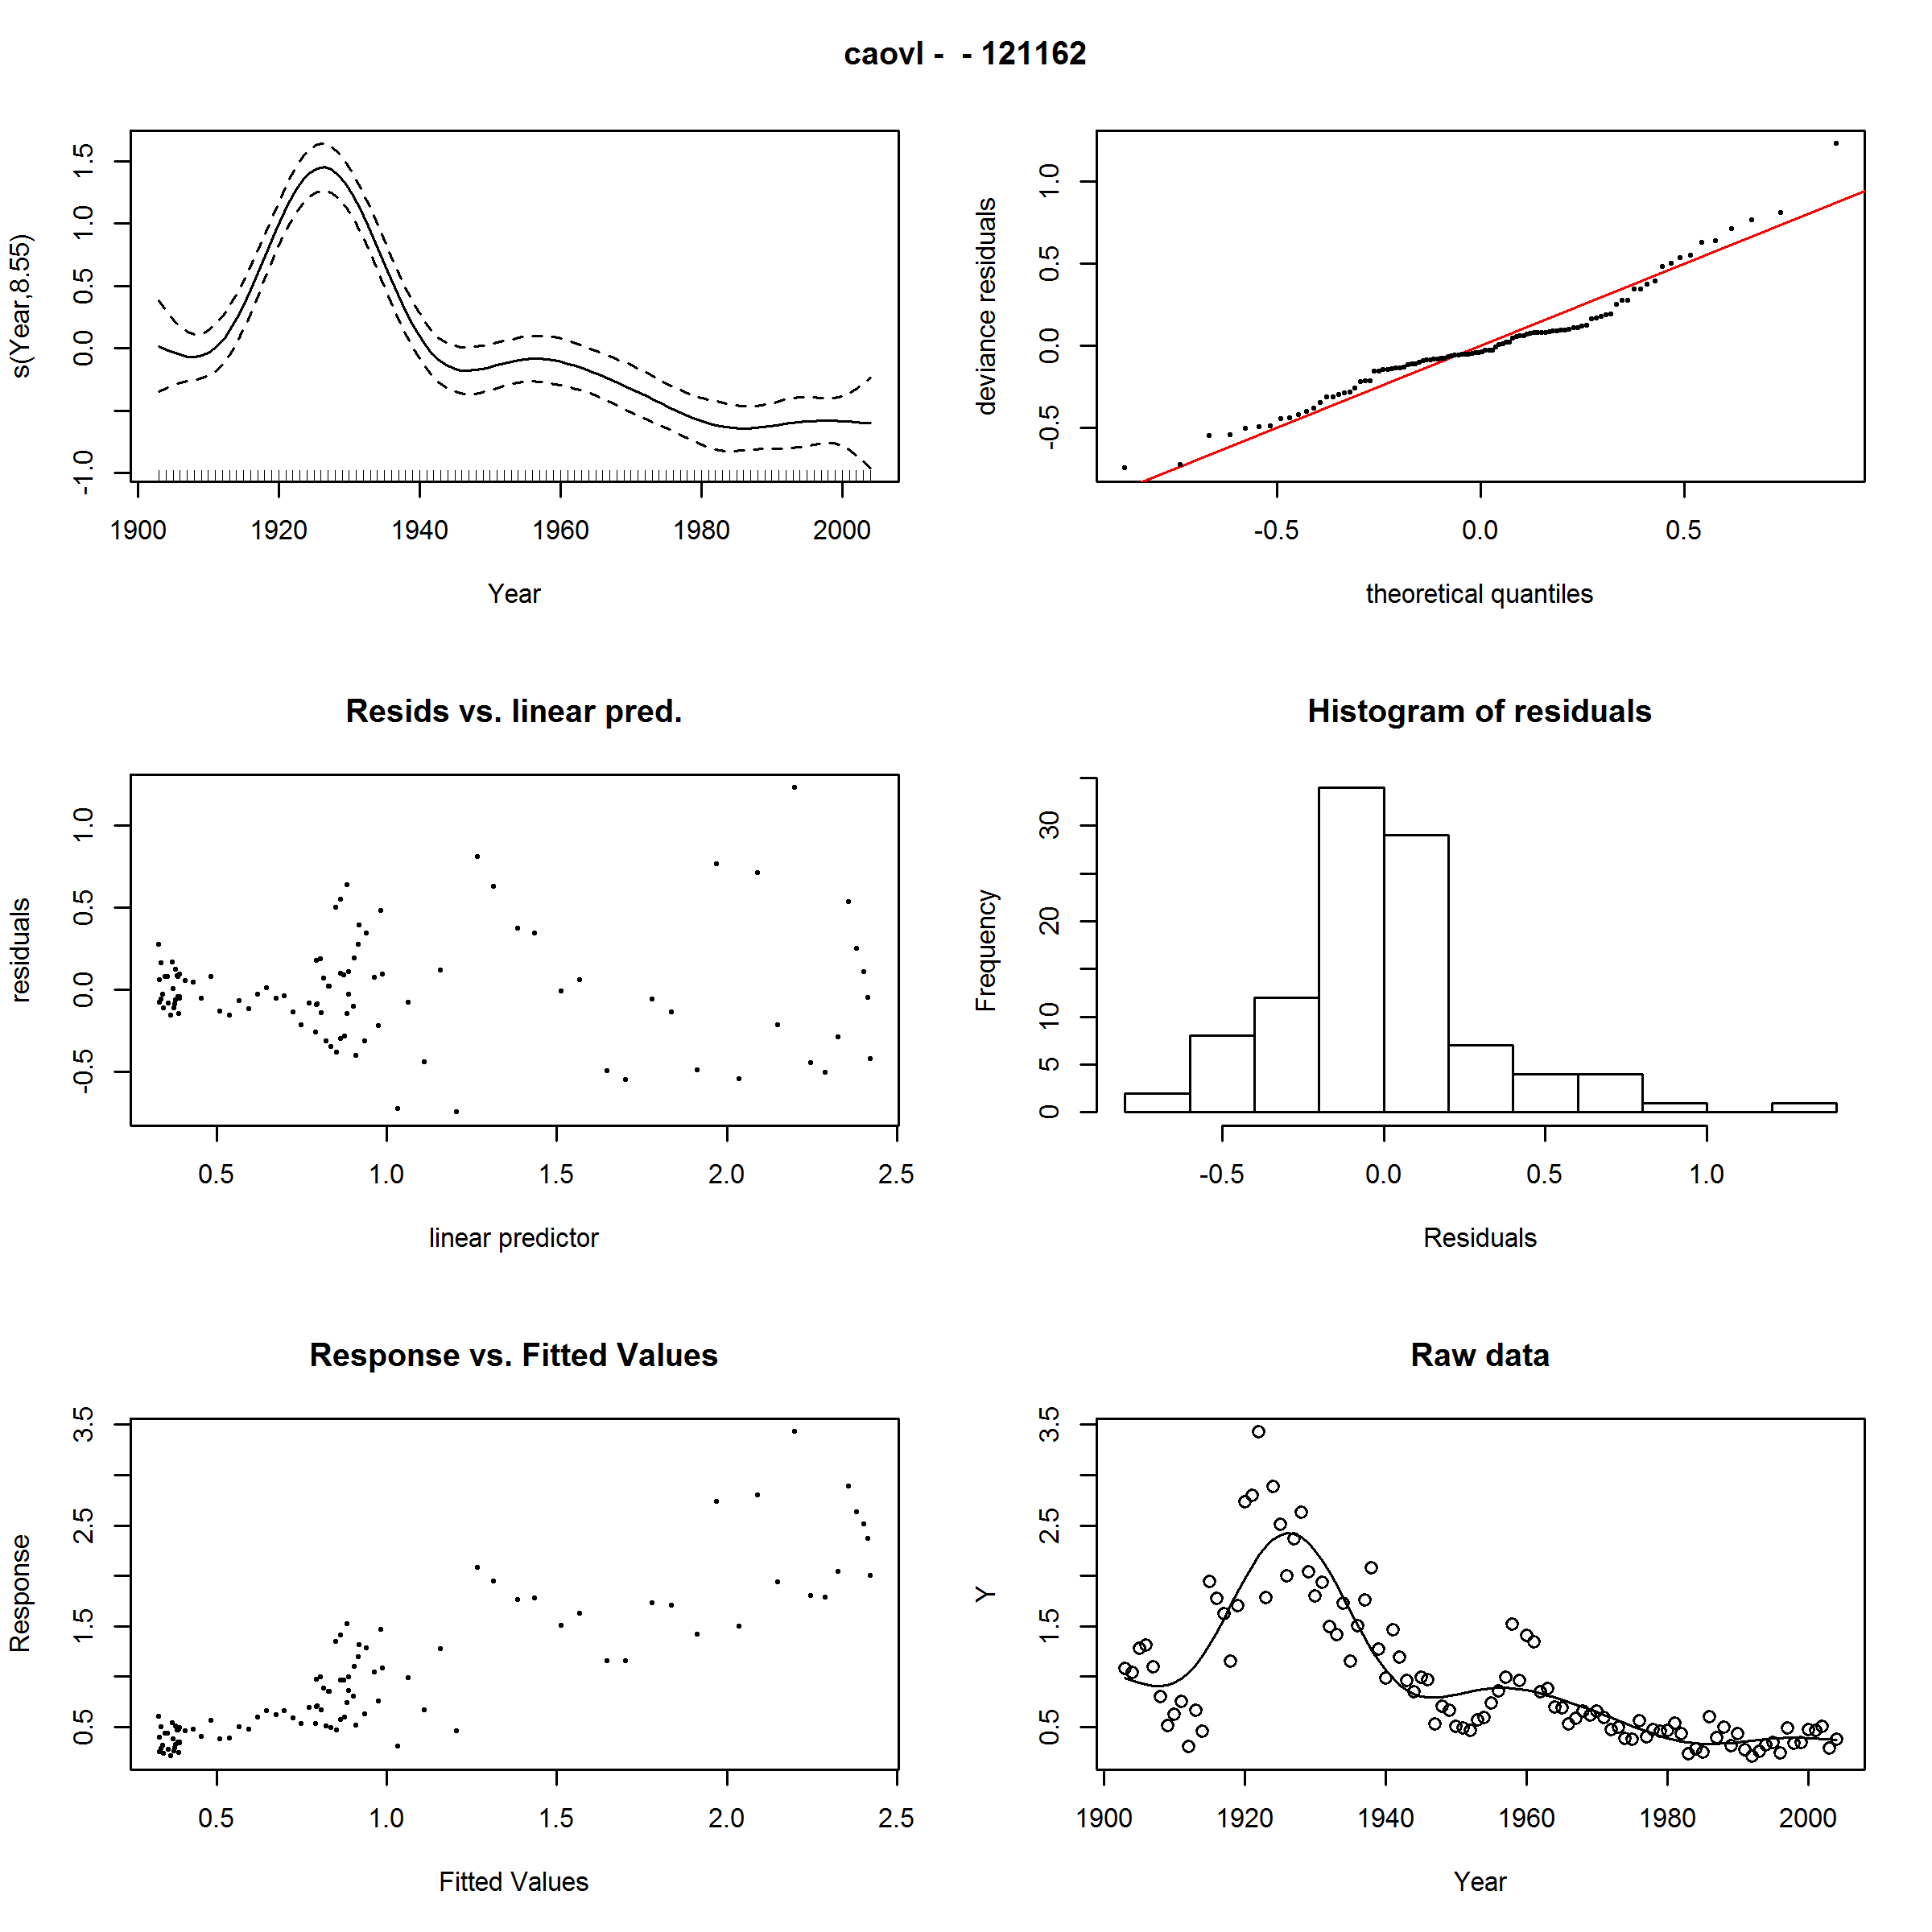 caovl -  - 121162
s(Year,8.55)
-1.0 0.0 0.5 1.0 1.5
1900 1920 1940 1960 1980 2000
Year
deviance residuals
-0.5 0.0 0.5 1.0
-0.5 0.0 0.5
theoretical quantiles
Resids vs. linear pred.
residuals
-0.5 0.0 0.5 1.0
0.5 1.0 1.5 2.0 2.5
linear predictor
Histogram of residuals
Frequency
0 5 10 20 30
-0.5 0.0 0.5 1.0
Residuals
Response vs. Fitted Values
Response
0.5 1.5 2.5 3.5
0.5 1.0 1.5 2.0 2.5
Fitted Values
Raw data
Y
0.5 1.5 2.5 3.5
1900 1920 1940 1960 1980 2000
Year